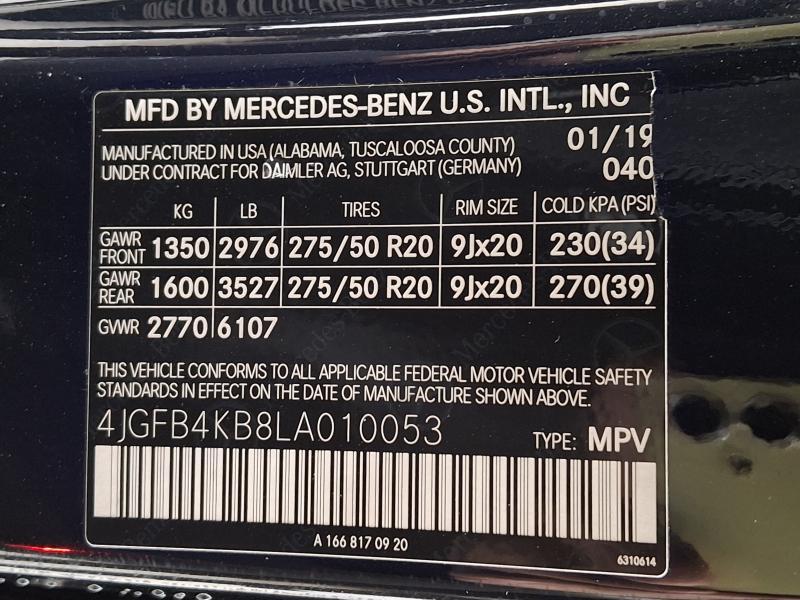 MFD BY MERCEDES-BENZ U.S. INTL., INC
MANUFACTURED IN USA (ALABAMA, TUSCALOOSA COUNTY) 01/19
UNDER CONTRACT FOR DAIMLER AG, STUTTGART (GERMANY) 040
KG LB TIRES RIM SIZE COLD KPA (PSI)
GAWR FRONT 1350 2976 275/50 R20 9Jx20 230(34)
GAWR REAR 1600 3527 275/50 R20 9Jx20 270(39)
GVWR 2770 6107
THIS VEHICLE CONFORMS TO ALL APPLICABLE FEDERAL MOTOR VEHICLE SAFETY
STANDARDS IN EFFECT ON THE DATE OF MANUFACTURE SHOWN ABOVE.
4JGFB4KB8LA010053 TYPE: MPV
A 166 817 09 20
6310614